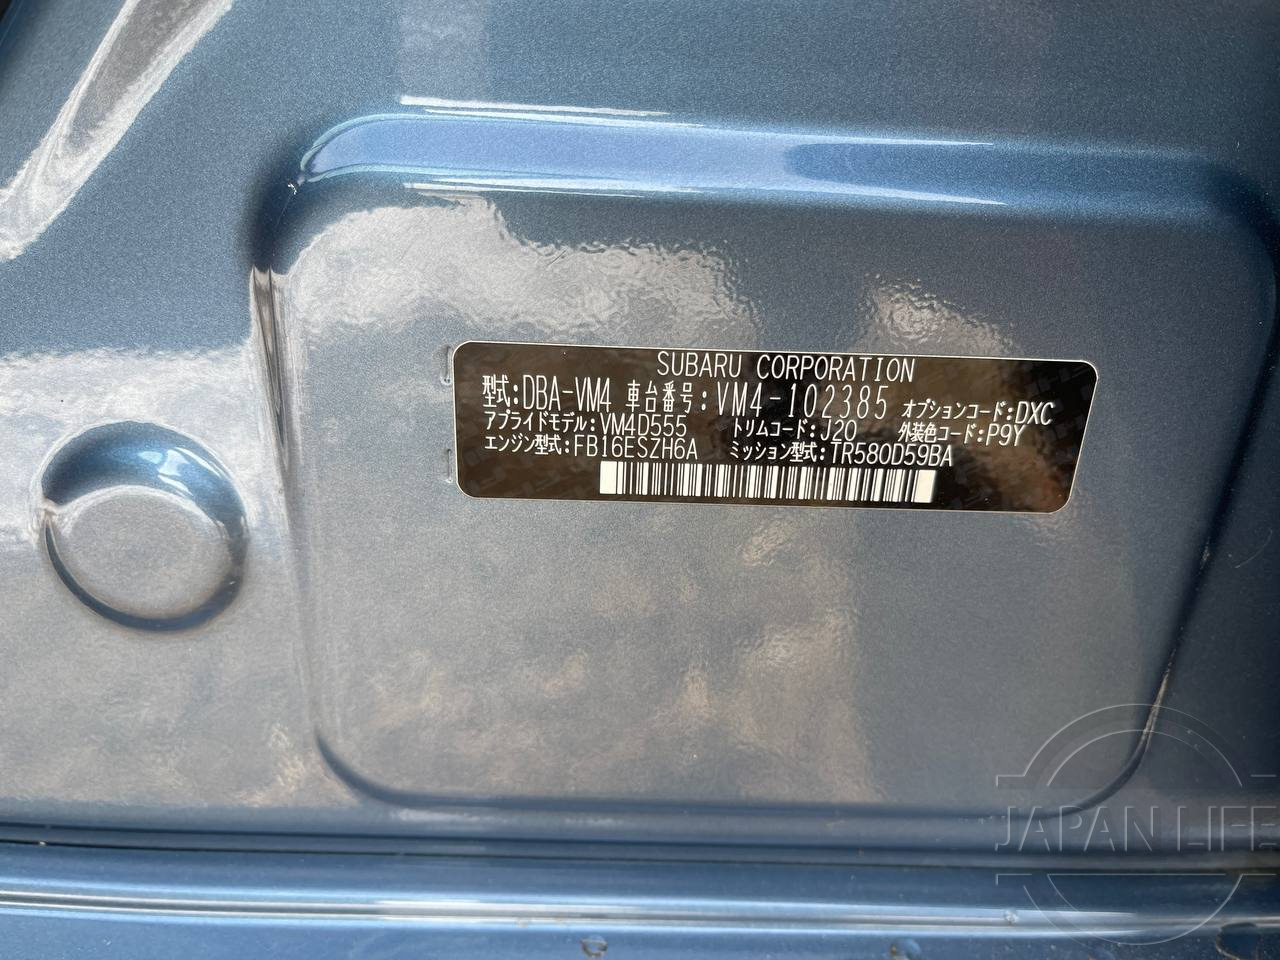 SUBARU CORPORATION
型式:DBA-VM4 車台番号:VM4-102385 オプションコード:DXC
アプライドモデル:VM4D555 トリムコード:J20 外装色コード:P9Y
エンジン型式:FB16ESZH6A ミッション型式:TR580D59BA
JAPAN LIFE